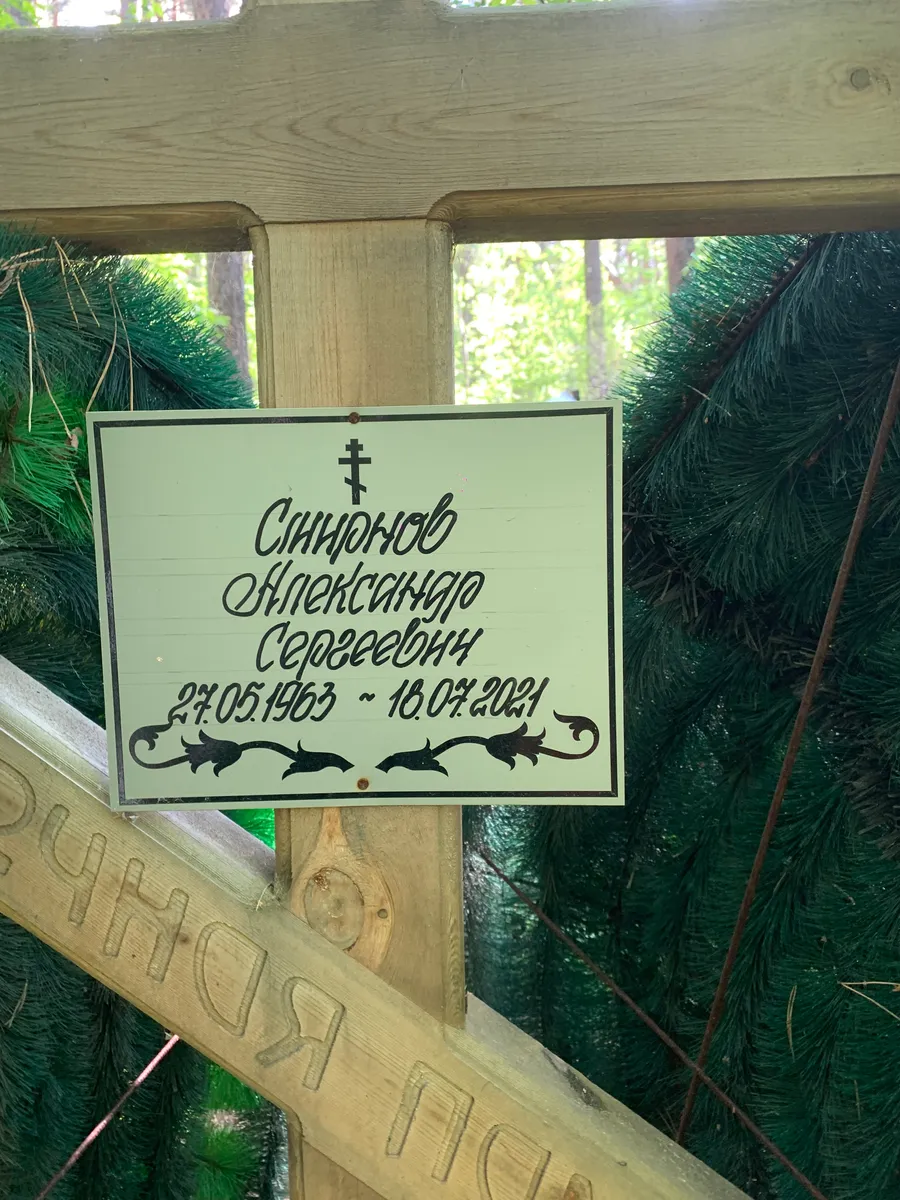 Смирнов
Александр
Сергеевич
27.05.1963 ~ 18.07.2021